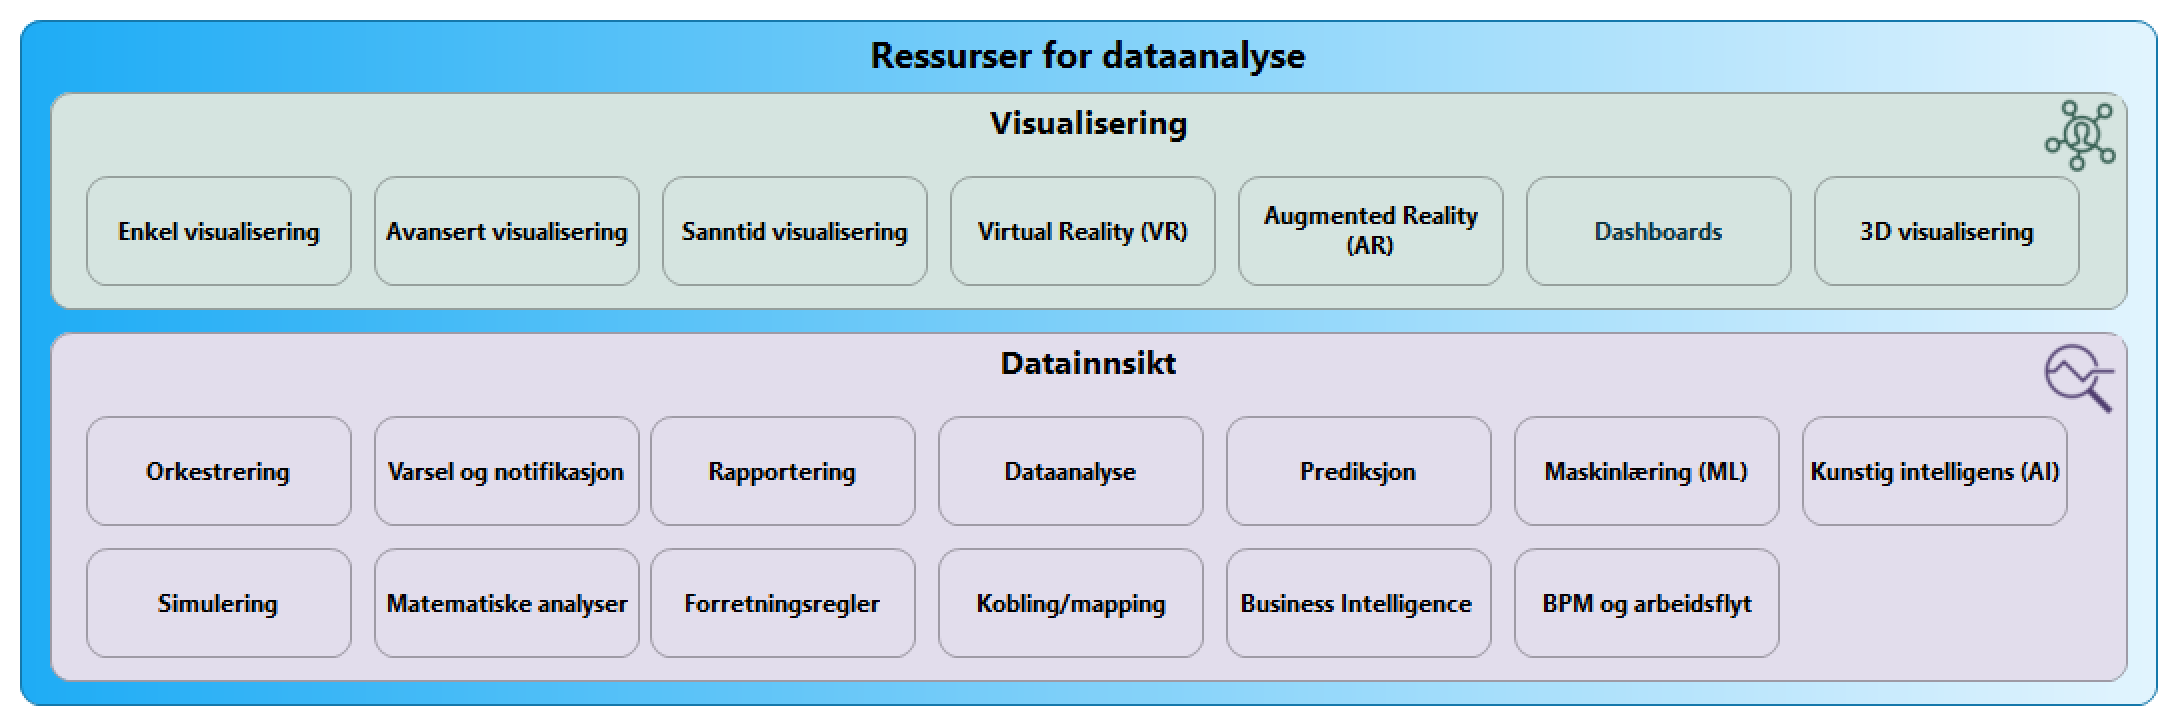 Ressurser for dataanalyse
Visualisering
Enkel visualisering
Avansert visualisering
Sanntid visualisering
Virtual Reality (VR)
Augmented Reality
(AR)
Dashboards
3D visualisering
Datainnsikt
Orkestrering
Varsel og notifikasjon
Rapportering
Dataanalyse
Prediksjon
Maskinlæring (ML)
Kunstig intelligens (AI)
Simulering
Matematiske analyser
Forretningsregler
Kobling/mapping
Business Intelligence
BPM og arbeidsflyt